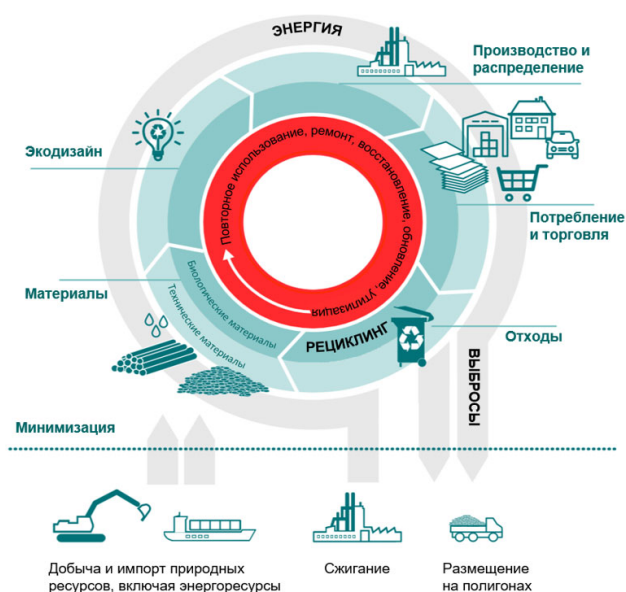 ЭНЕРГИЯ
Производство и
распределение
Экодизайн
Повторное использование, ремонт, восстановление, обновление, утилизация
Потребление
и торговля
Материалы
Биологические материалы
Технические материалы
РЕЦИКЛИНГ
Отходы
ВЫБРОСЫ
Минимизация
Добыча и импорт природных
ресурсов, включая энергоресурсы
Сжигание
Размещение
на полигонах